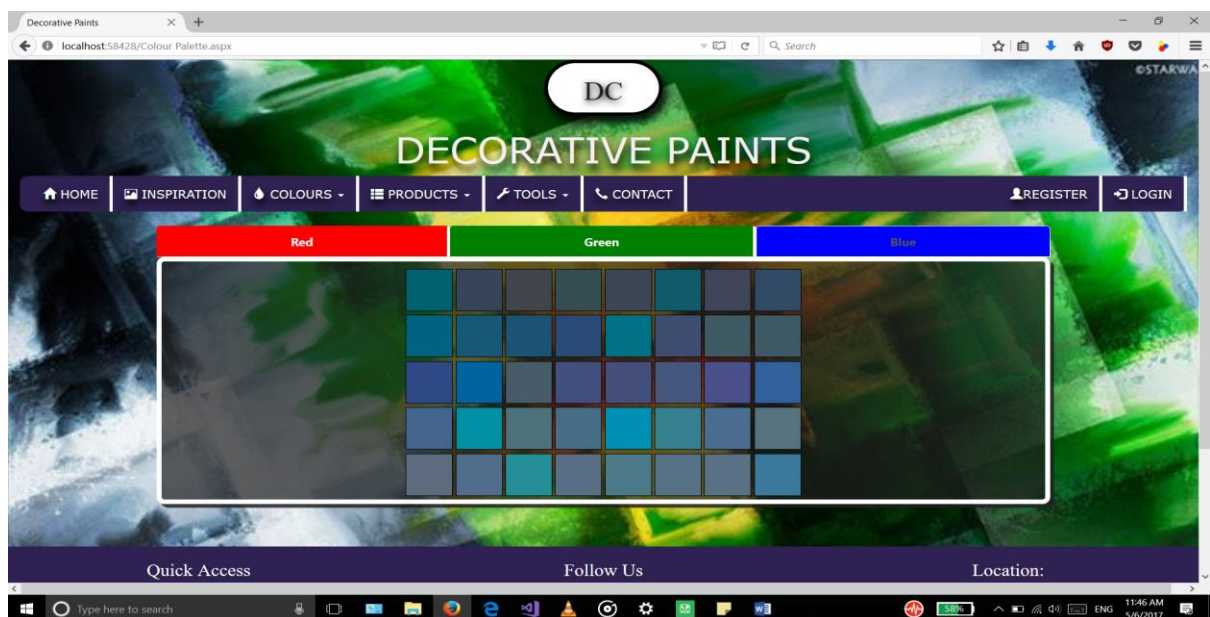 Decorative Paints
localhost:58428/Colour Palette.aspx
Search
©STARWA
DC
DECORATIVE PAINTS
HOME INSPIRATION COLOURS PRODUCTS TOOLS CONTACT REGISTER LOGIN
Red Green Blue
Quick Access Follow Us Location:
Type here to search
58% ENG 11:46 AM
5/6/2017